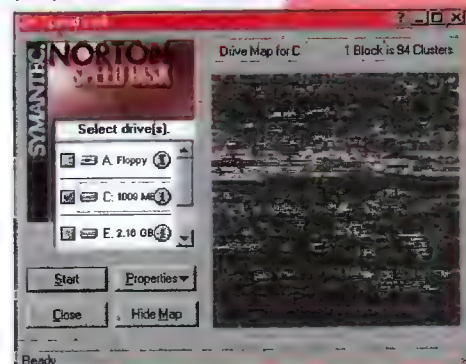 SYMANTEC
NORTON
Select drive[s].
A. Floppy
C: 1009 MB
E. 2.16 GB
Start
Properties
Close
Hide Map
Drive Map for C
1 Block is 94 Clusters
Ready